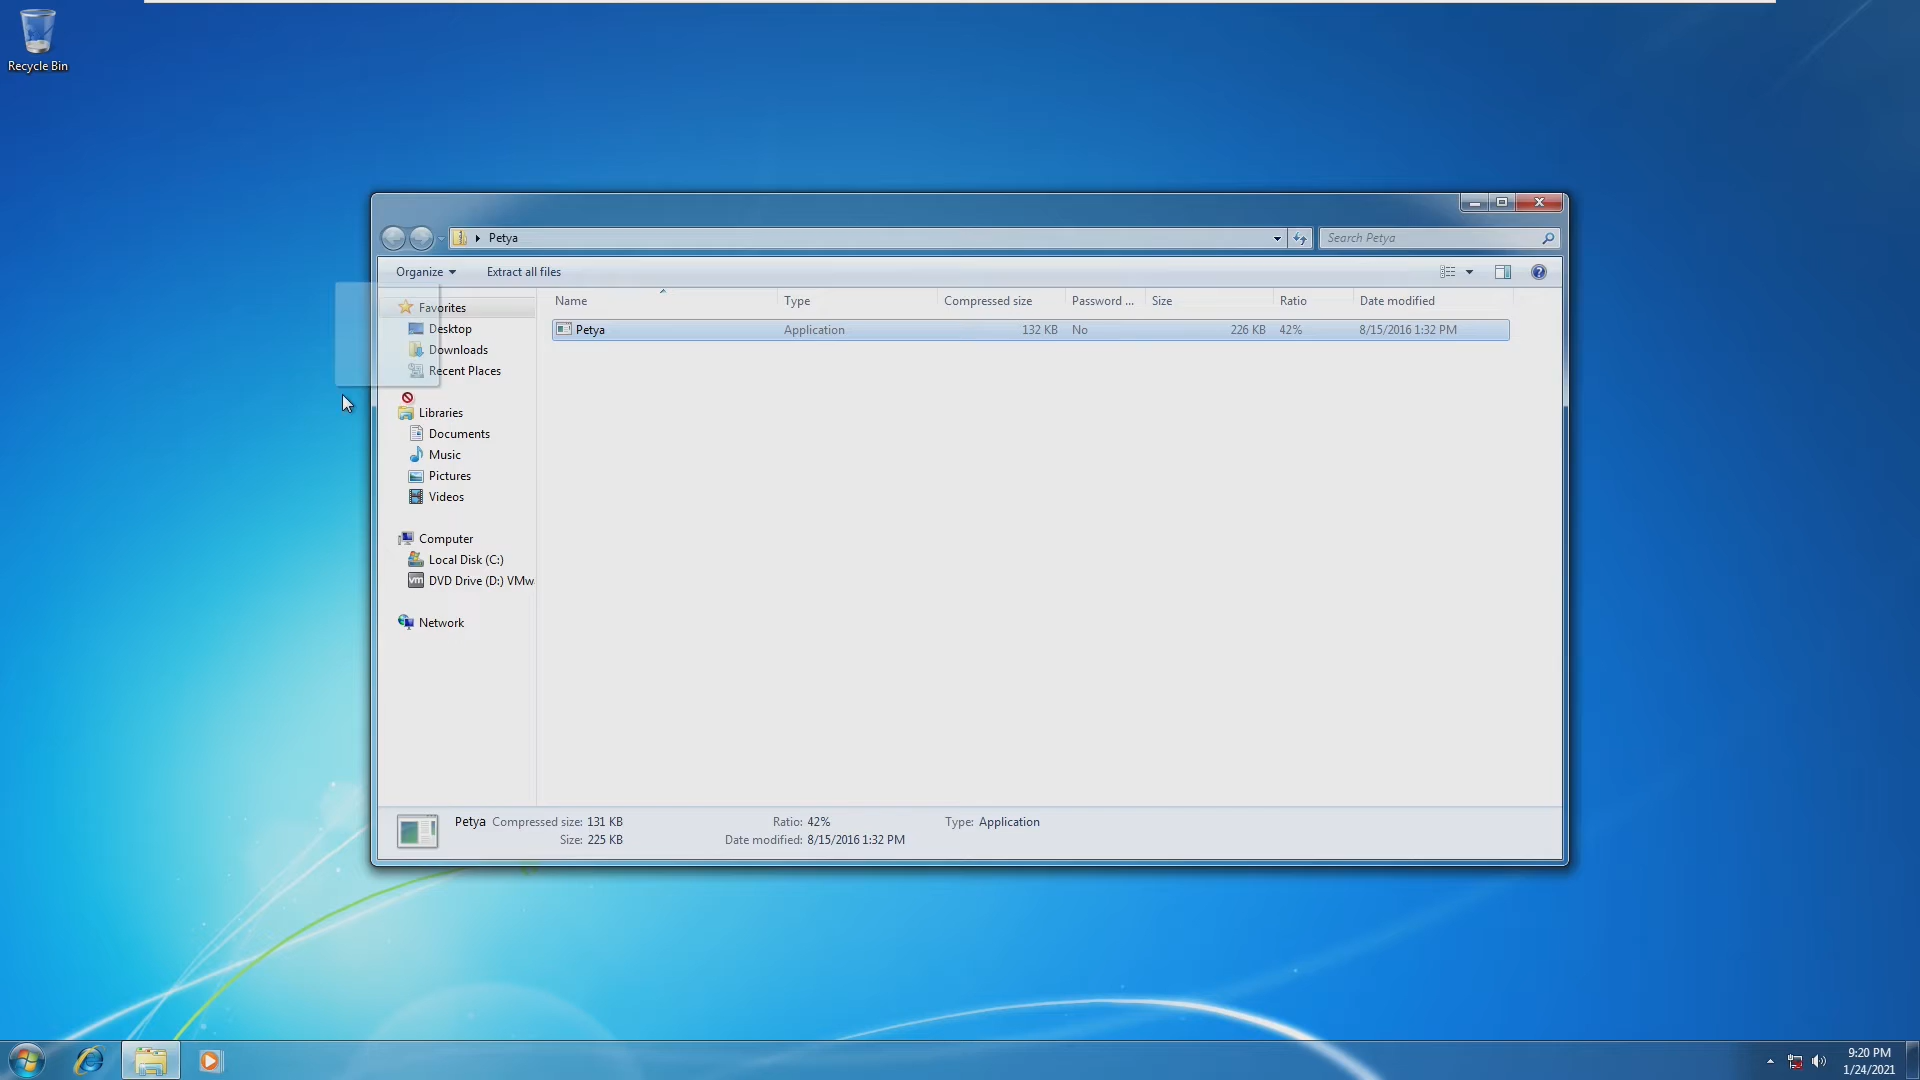 Recycle Bin
Petya
Search Petya
Organize
Extract all files
Favorites
Desktop
Downloads
Recent Places
Libraries
Documents
Music
Pictures
Videos
Computer
Local Disk (C:)
DVD Drive (D:) VMw
Network
Name Type Compressed size Password ... Size Ratio Date modified
Petya Application 132 KB No 226 KB 42% 8/15/2016 1:32 PM
Petya Compressed size: 131 KB Ratio: 42% Type: Application
Size: 225 KB Date modified: 8/15/2016 1:32 PM
vm
9:20 PM
1/24/2021